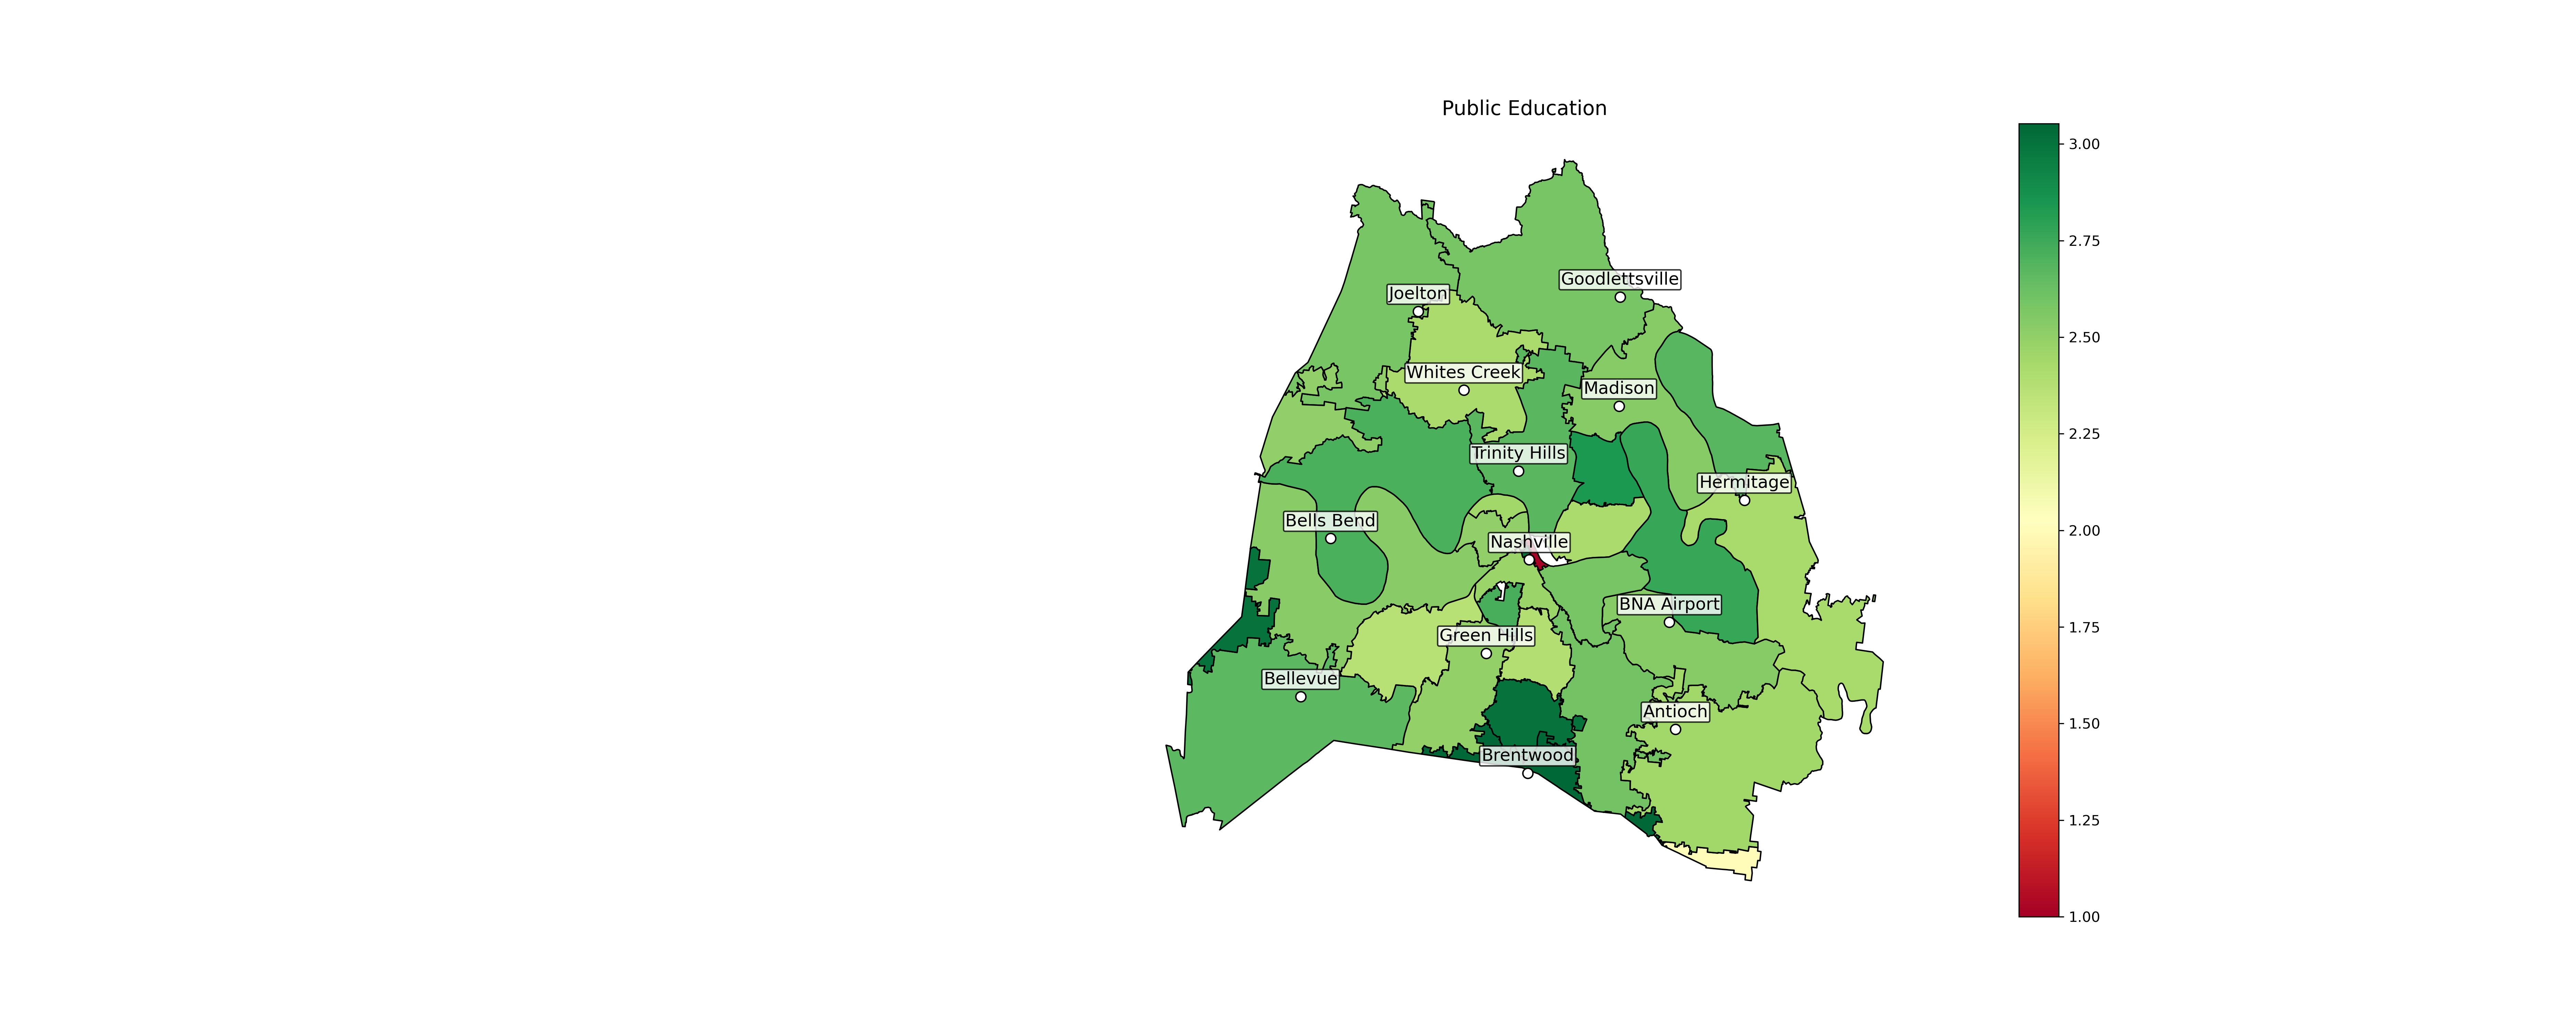 Public Education
Goodlettsville
Joelton
Whites Creek
Madison
Trinity Hills
Hermitage
Bells Bend
Nashville
BNA Airport
Green Hills
Bellevue
Antioch
Brentwood
3.00
2.75
2.50
2.25
2.00
1.75
1.50
1.25
1.00